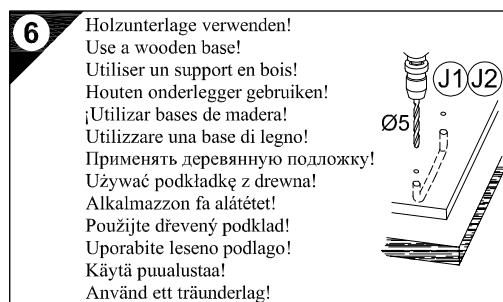 6
Holzunterlage verwenden!
Use a wooden base!
Utiliser un support en bois!
Houten onderlegger gebruiken!
¡Utilizar bases de madera!
Utilizzare una base di legno!
Применять деревянную подложку!
Używać podkładkę z drewna!
Alkalmazzon fa alátétet!
Použijte dřevený podklad!
Uporabite leseno podlago!
Käytä puualustaa!
Använd ett träunderlag!
J1 J2
Ø5